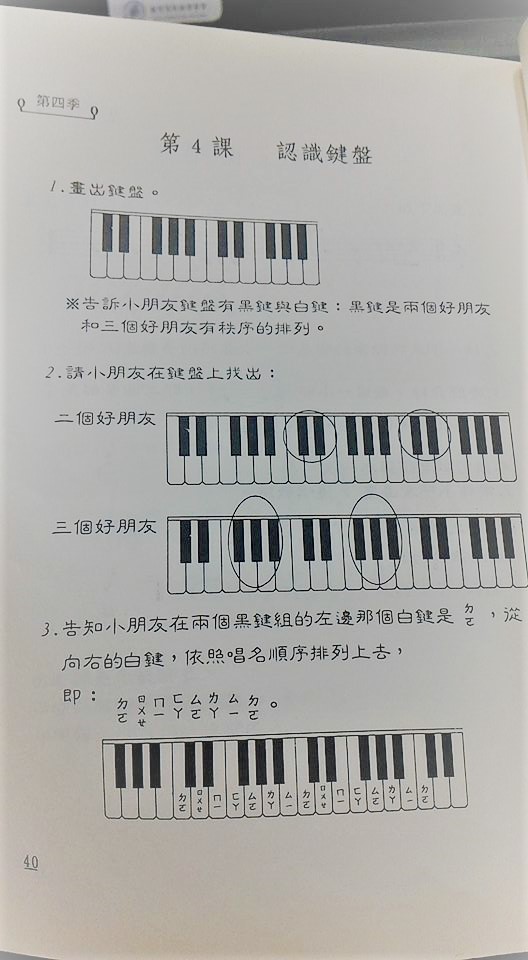 第四季
第 4 課 認識鍵盤
1.畫出鍵盤。
※告訴小朋友鍵盤有黑鍵與白鍵：黑鍵是兩個好朋友
和三個好朋友有秩序的排列。
2.請小朋友在鍵盤上找出：
二個好朋友
三個好朋友
3.告知小朋友在兩個黑鍵組的左邊那個白鍵是 ㄉㄛ ，從
向右的白鍵，依照唱名順序排列上去，
即： ㄉㄛ ㄖㄨㄝ ㄇㄧ ㄈㄚ ㄙㄛ ㄌㄚ ㄙㄧ ㄉㄛ 。
ㄉㄛ ㄖㄨㄝ ㄇㄧ ㄈㄚ ㄙㄛ ㄌㄚ ㄙㄧ ㄉㄛ ㄖㄨㄝ ㄇㄧ ㄈㄚ ㄙㄛ ㄌㄚ ㄙㄧ ㄉㄛ
40